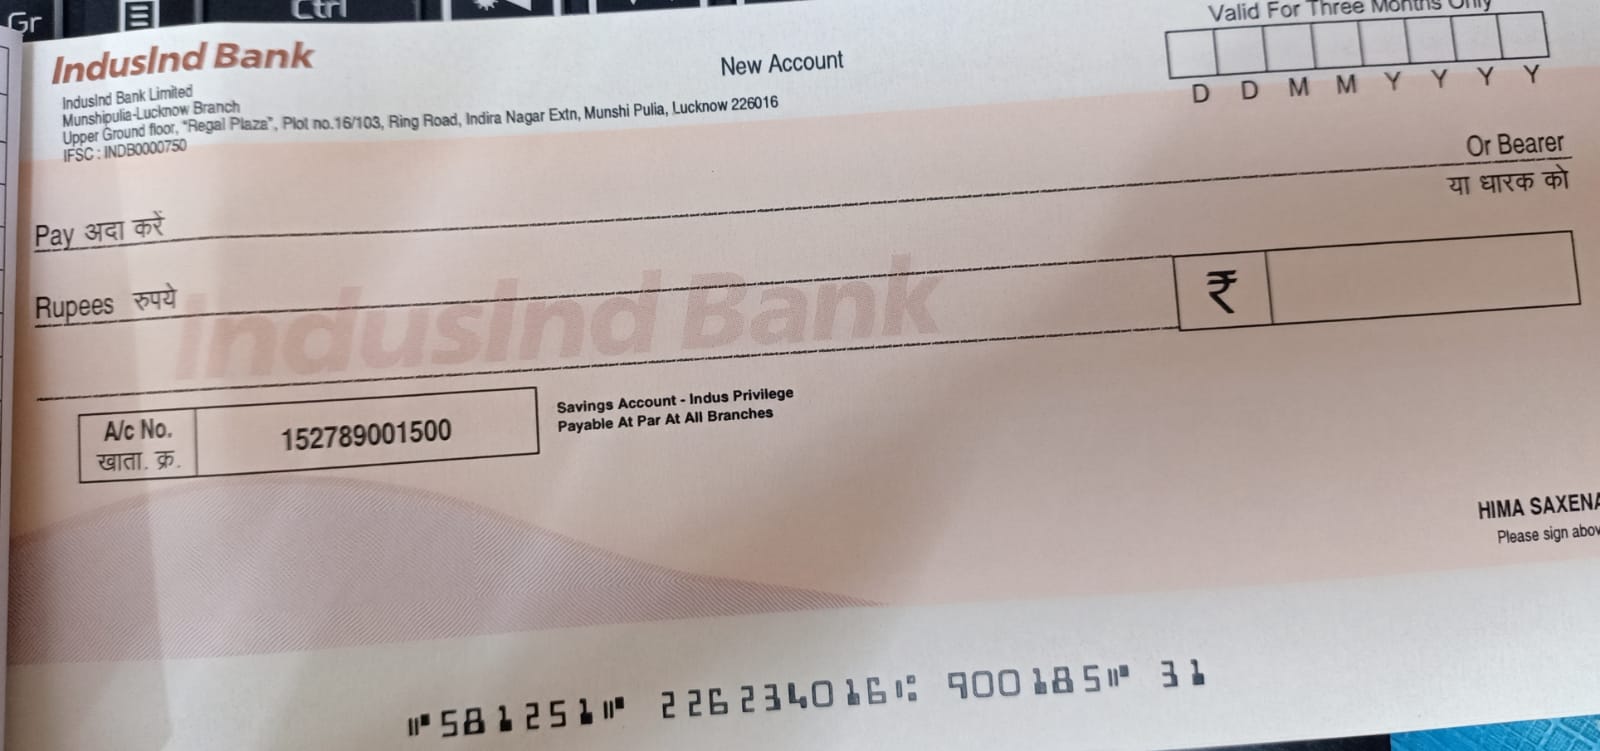 Gr
Ctrl
Valid For Three Months Only
IndusInd Bank
New Account
D D M M Y Y Y Y
IndusInd Bank Limited
Munshipulia-Lucknow Branch
Upper Ground floor, "Regal Plaza", Plot no.16/103, Ring Road, Indira Nagar Extn, Munshi Pulia, Lucknow 226016
IFSC : INDB0000750
Or Bearer
या धारक को
Pay अदा करें
Rupees रुपये
₹
IndusInd Bank
A/c No.
खाता. क्र.
152789001500
Savings Account - Indus Privilege
Payable At Par At All Branches
HIMA SAXENA
Please sign abov
⑈581251⑈ 226234016⑆ 900185⑈ 31